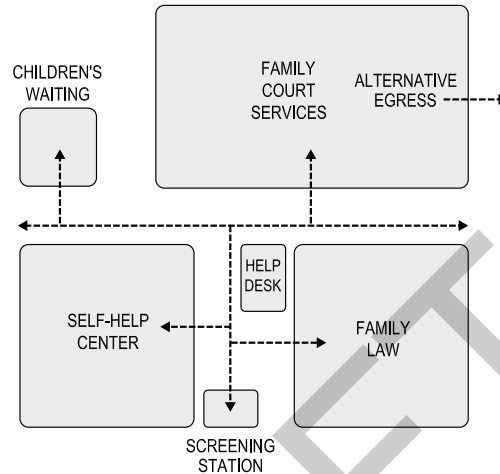 CHILDREN'S
WAITING
FAMILY
COURT
SERVICES
ALTERNATIVE
EGRESS
HELP
DESK
SELF-HELP
CENTER
FAMILY
LAW
SCREENING
STATION